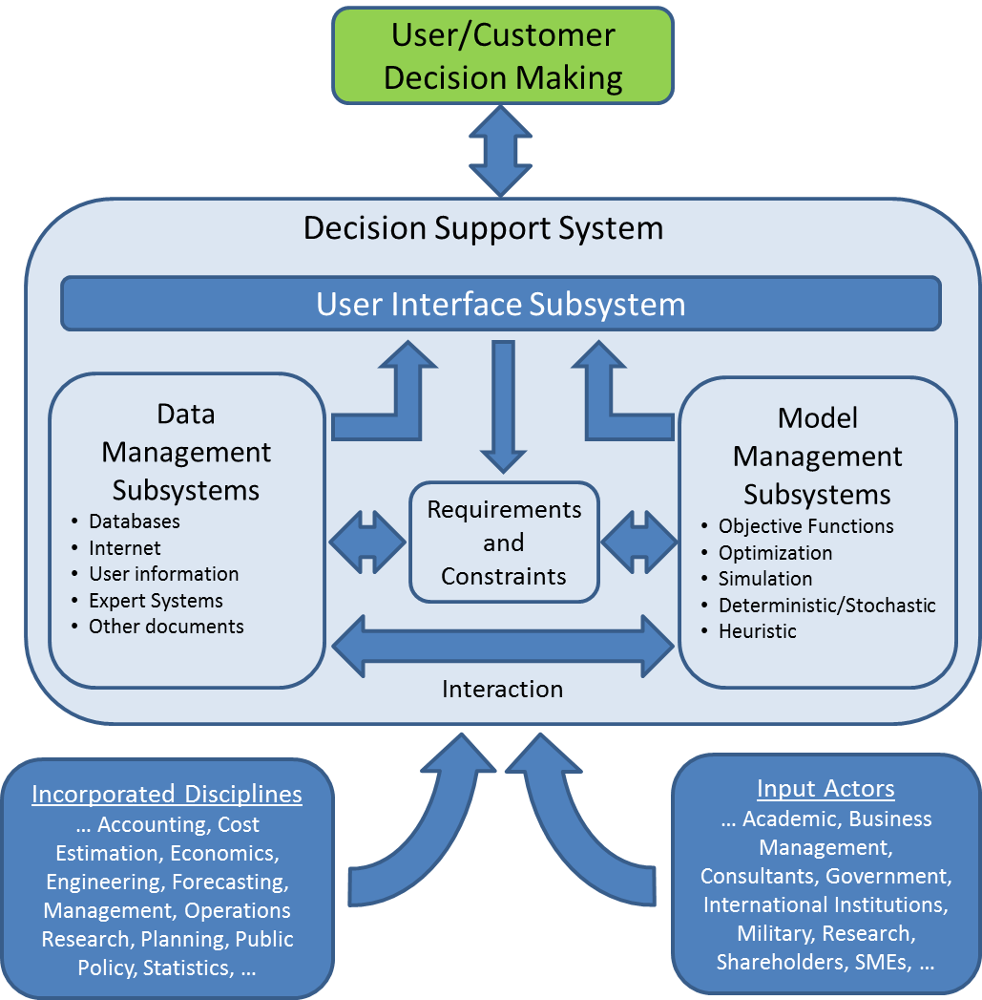 User/Customer
Decision Making
Decision Support System
User Interface Subsystem
Data
Management
Subsystems
• Databases
• Internet
• User information
• Expert Systems
• Other documents
Requirements
and
Constraints
Model
Management
Subsystems
• Objective Functions
• Optimization
• Simulation
• Deterministic/Stochastic
• Heuristic
Interaction
Incorporated Disciplines
... Accounting, Cost
Estimation, Economics,
Engineering, Forecasting,
Management, Operations
Research, Planning, Public
Policy, Statistics, ...
Input Actors
... Academic, Business
Management,
Consultants, Government,
International Institutions,
Military, Research,
Shareholders, SMEs, ...